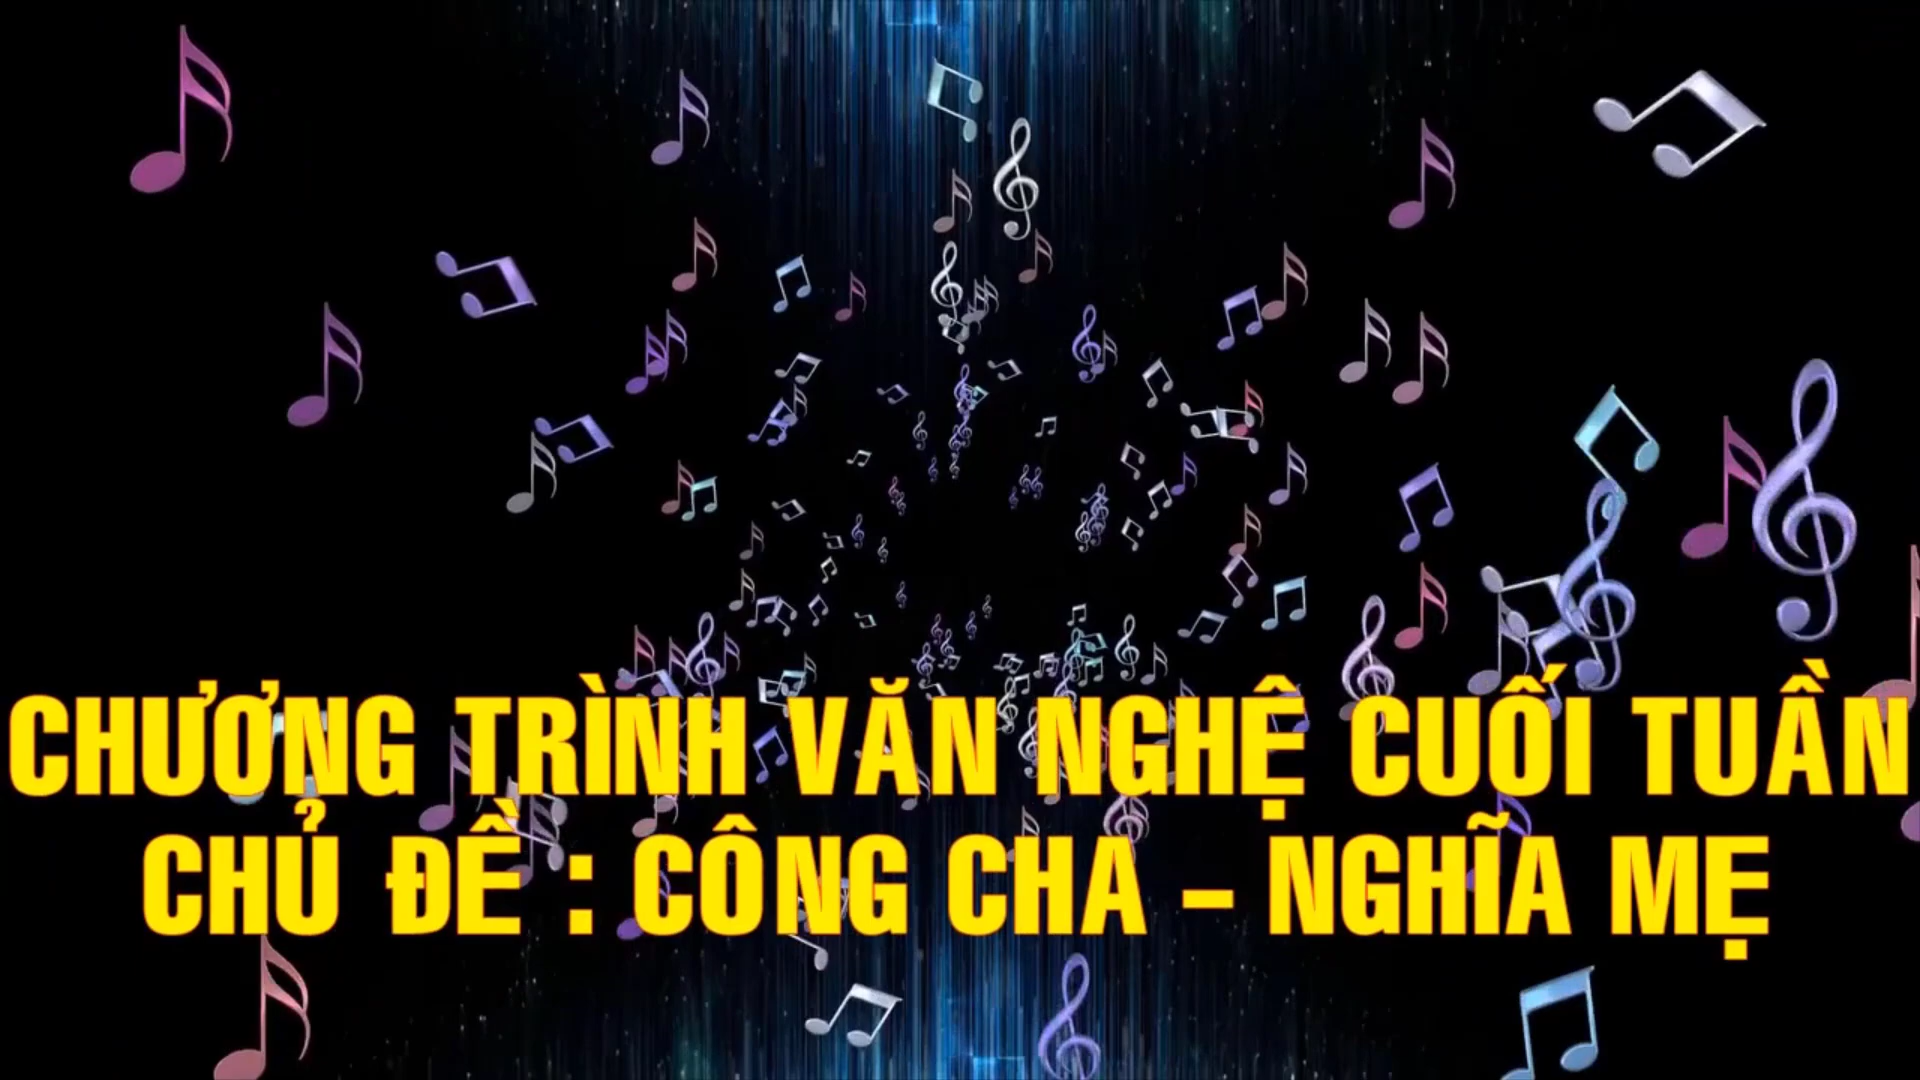 CHƯƠNG TRÌNH VĂN NGHỆ CUỐI TUẦN
CHỦ ĐỀ : CÔNG CHA - NGHĨA MẸ